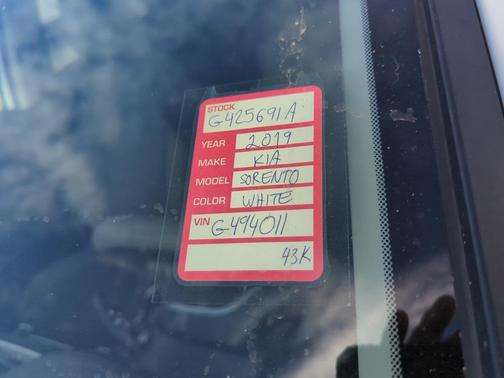 STOCK
G425691A
YEAR 2019
MAKE KIA
MODEL SORENTO
COLOR WHITE
VIN G494011
43K